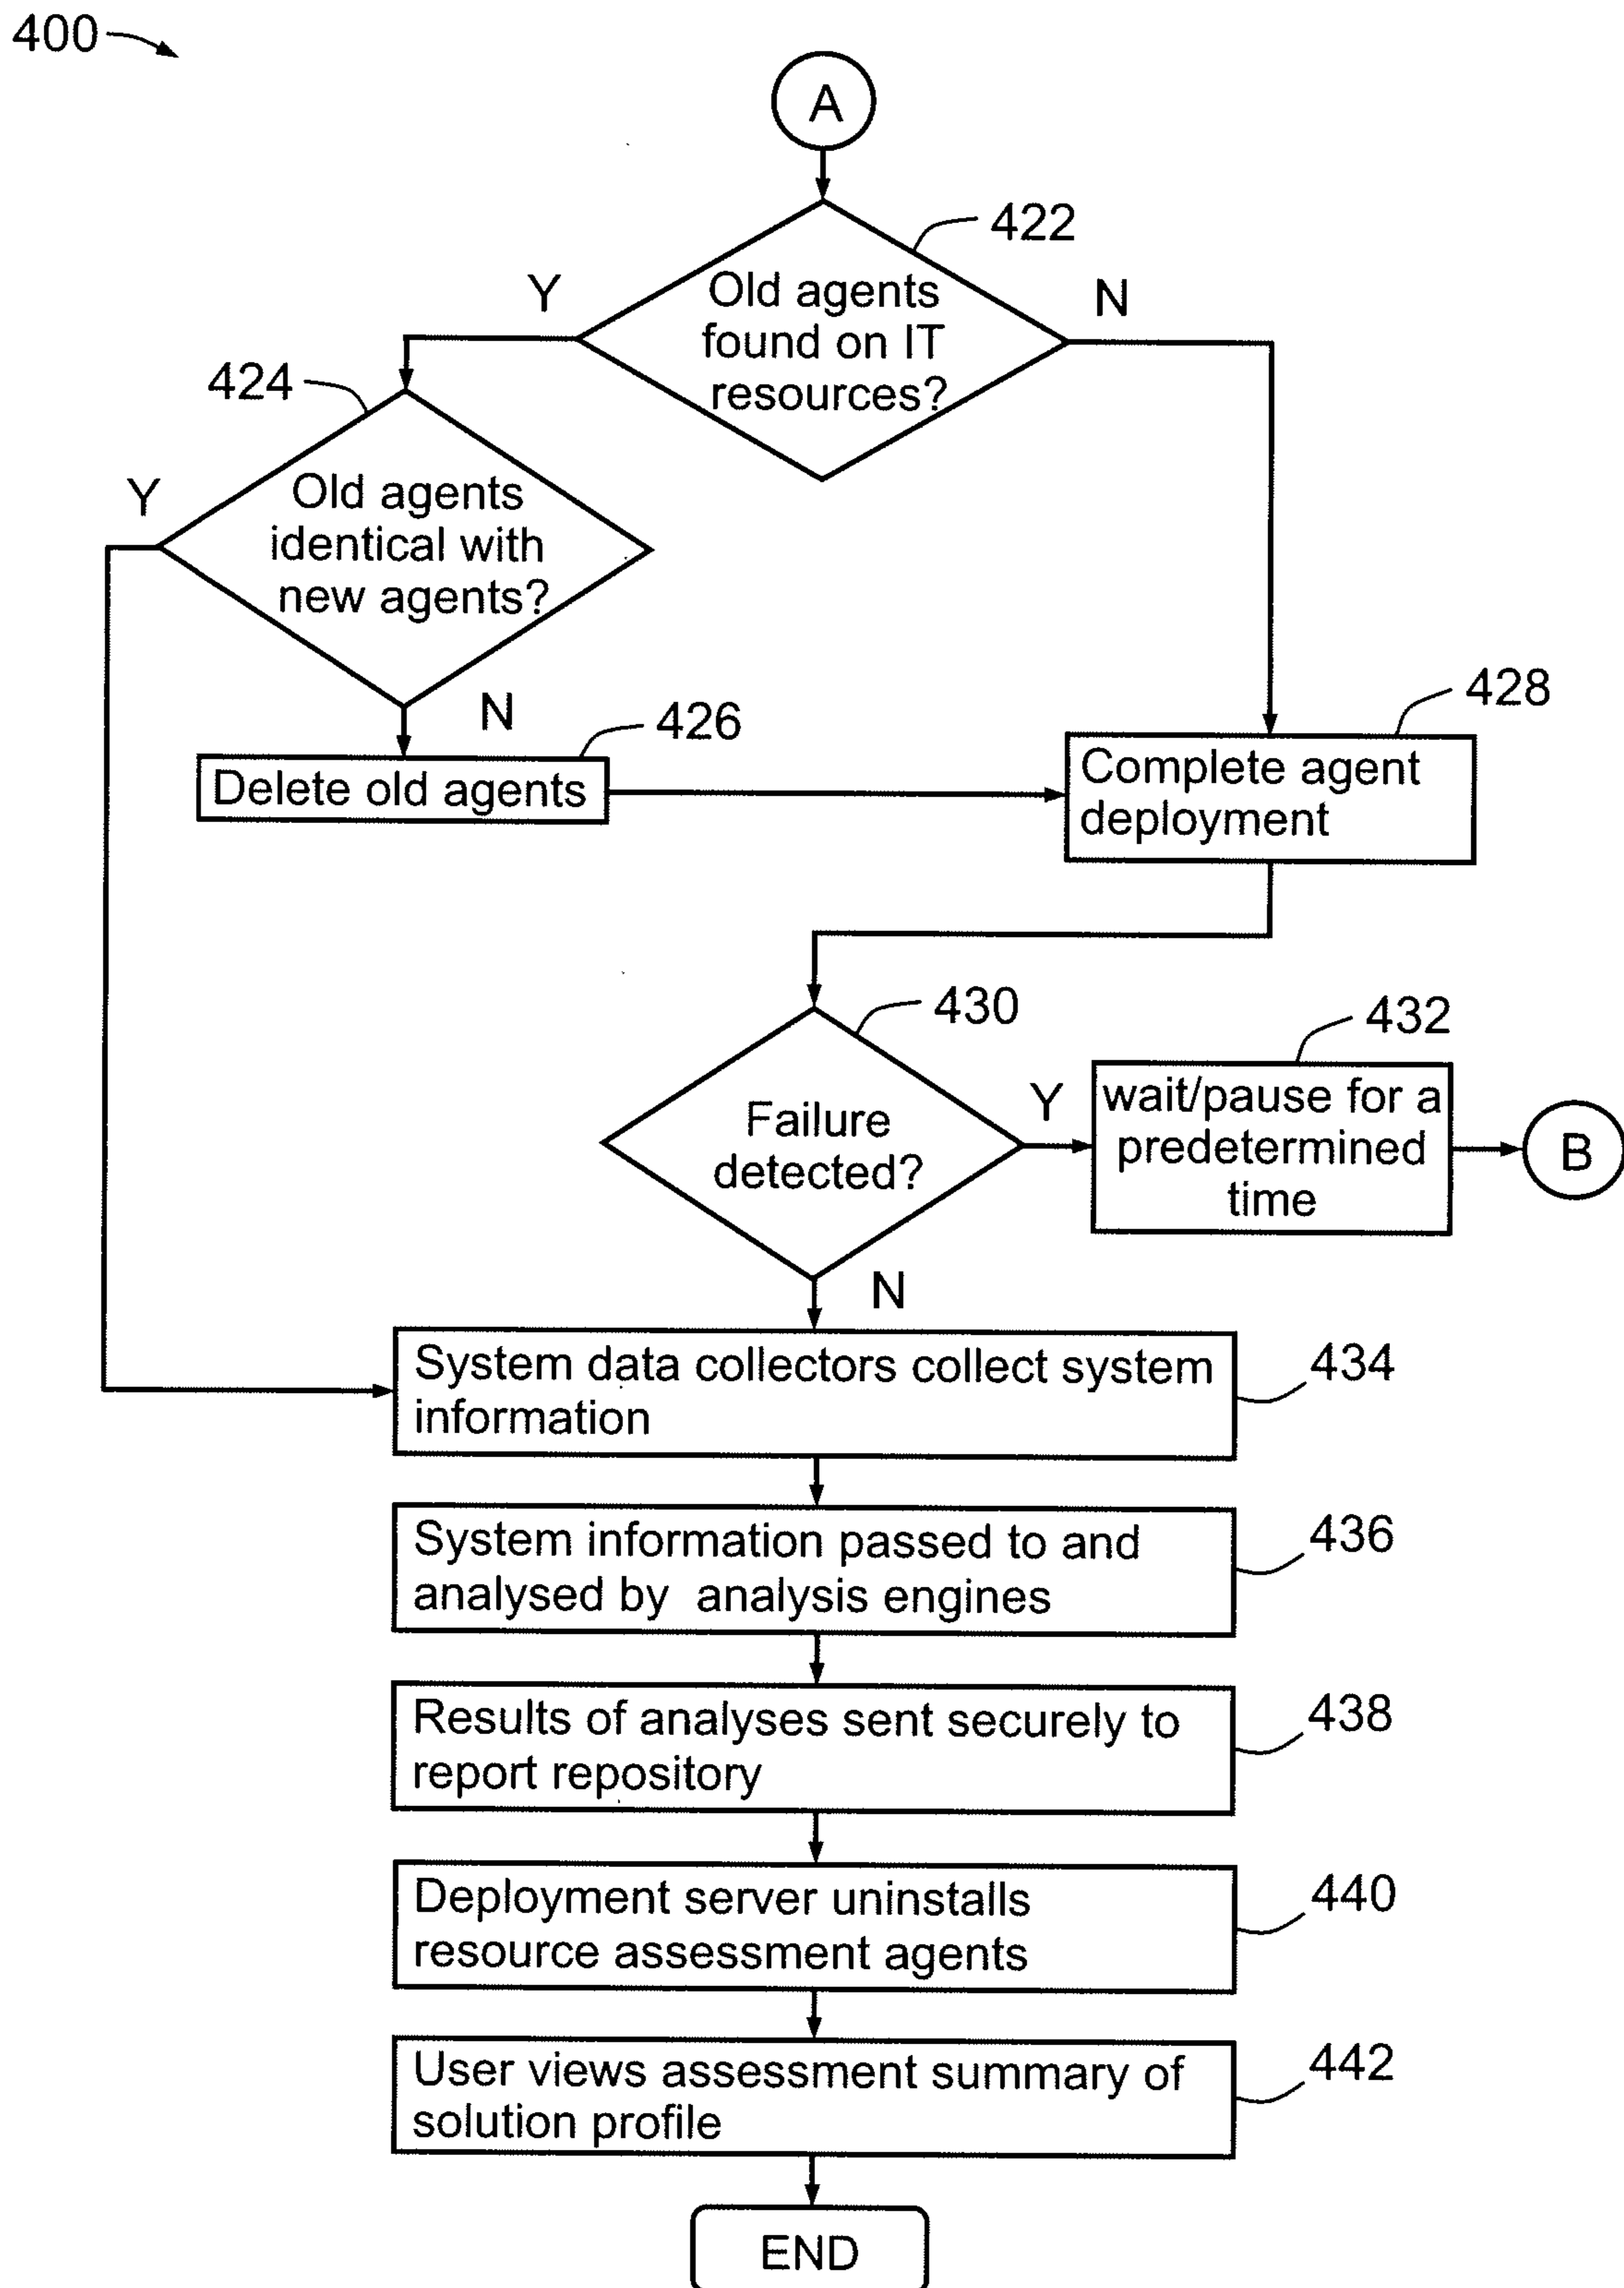 400
A
422
Y
Old agents
found on IT
resources?
N
424
Y
Old agents
identical with
new agents?
N
426
Delete old agents
428
Complete agent
deployment
430
Failure
detected?
Y
432
wait/pause for a
predetermined
time
B
N
System data collectors collect system
information
434
System information passed to and
analysed by analysis engines
436
Results of analyses sent securely to
report repository
438
Deployment server uninstalls
resource assessment agents
440
User views assessment summary of
solution profile
442
END